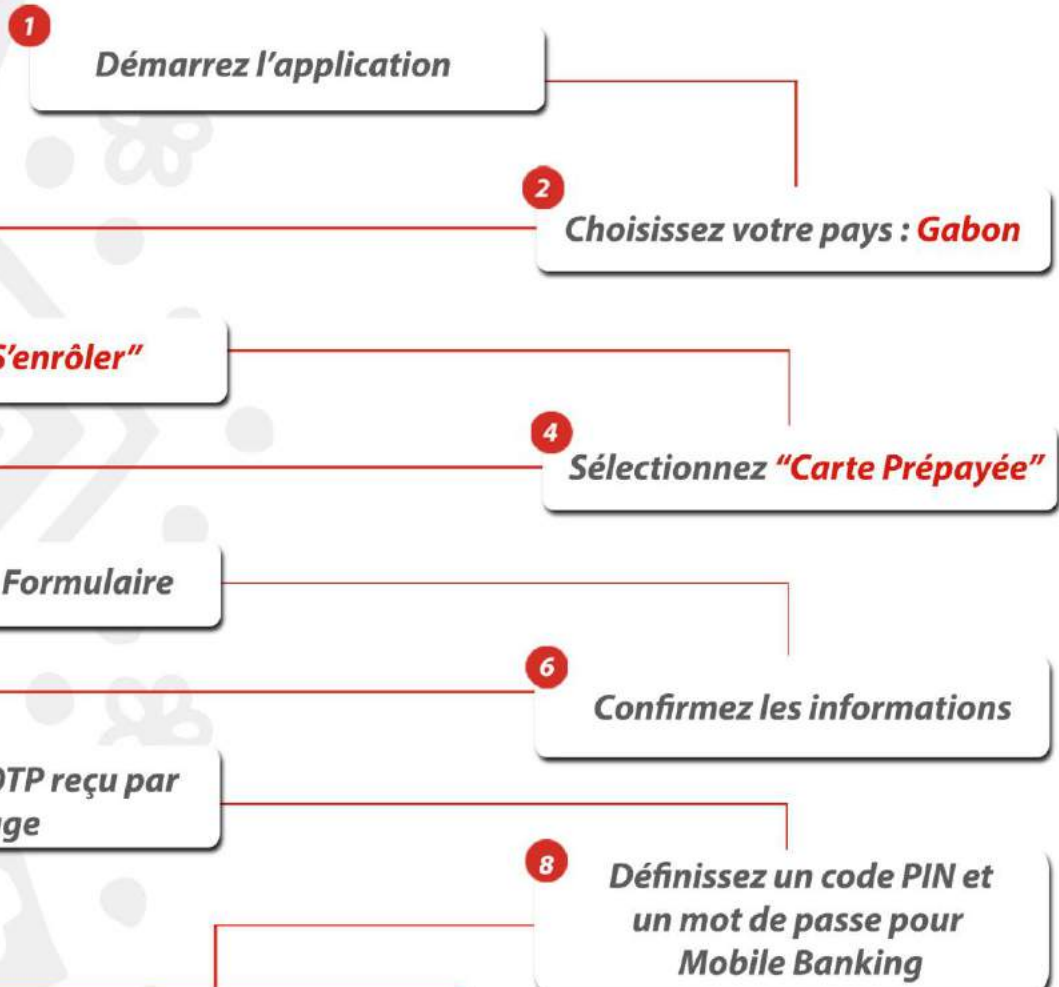 1
Démarrez l’application
2
Choisissez votre pays : Gabon
S’enrôler”
4
Sélectionnez “Carte Prépayée”
Formulaire
6
Confirmez les informations
OTP reçu par
8
Définissez un code PIN et
un mot de passe pour
Mobile Banking